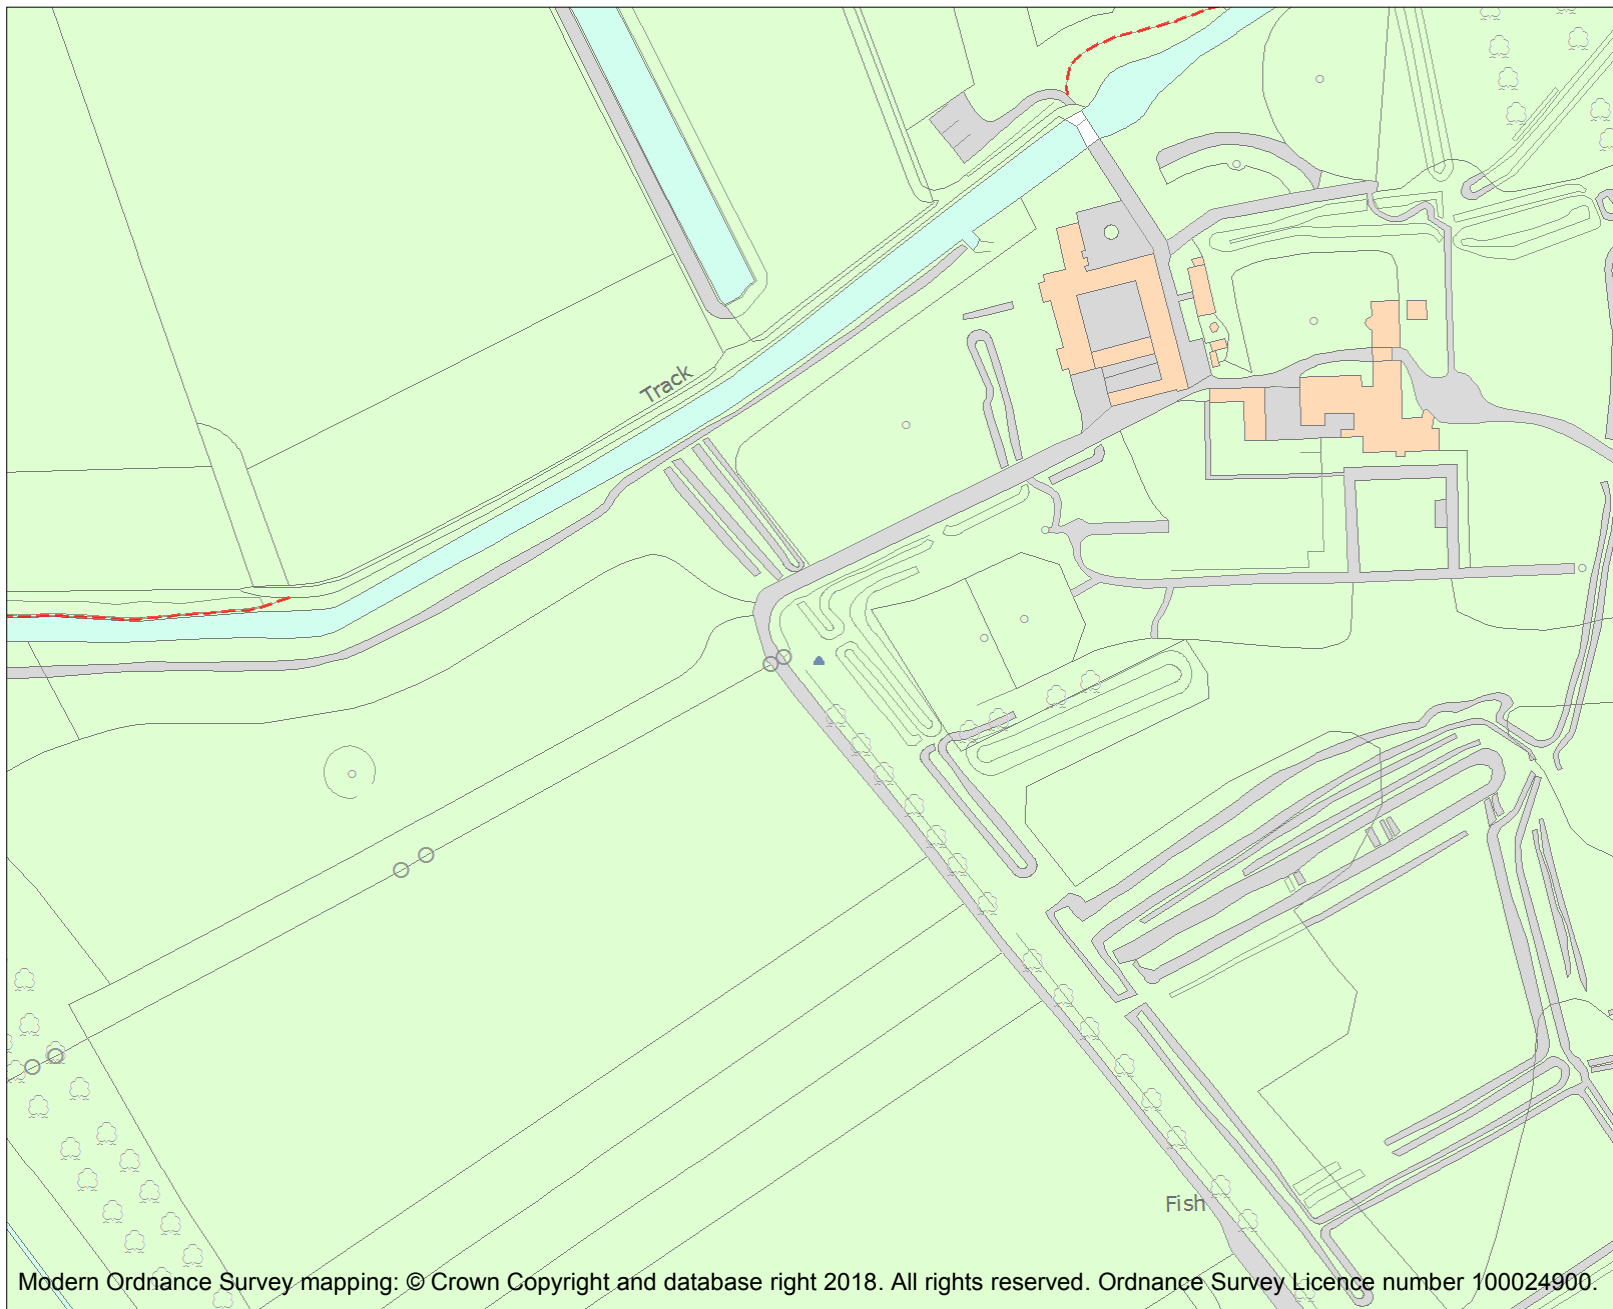 Track
Fish
Modern Ordnance Survey mapping: © Crown Copyright and database right 2018. All rights reserved. Ordnance Survey Licence number 100024900.